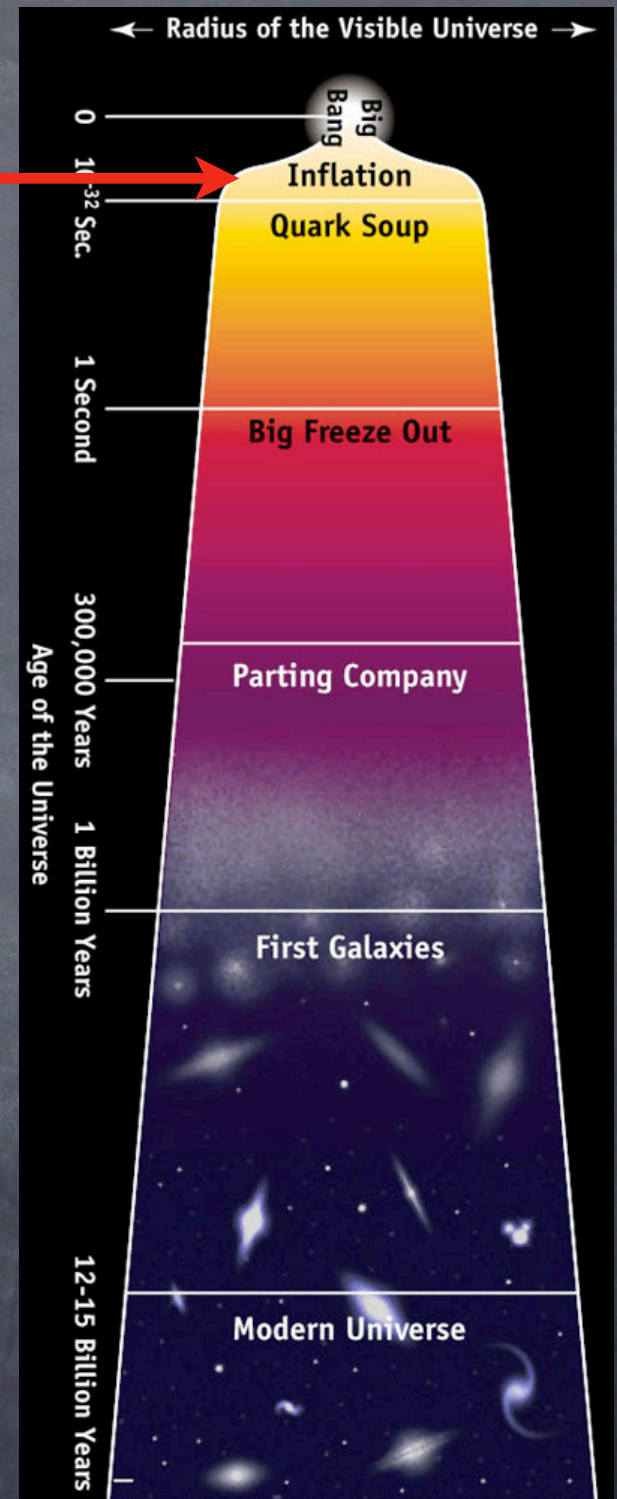 ← Radius of the Visible Universe →
Big
Bang
0
Inflation
10-32 Sec.
Quark Soup
1 Second
Big Freeze Out
300,000 Years
Parting Company
Age of the Universe
1 Billion Years
First Galaxies
12-15 Billion Years
Modern Universe